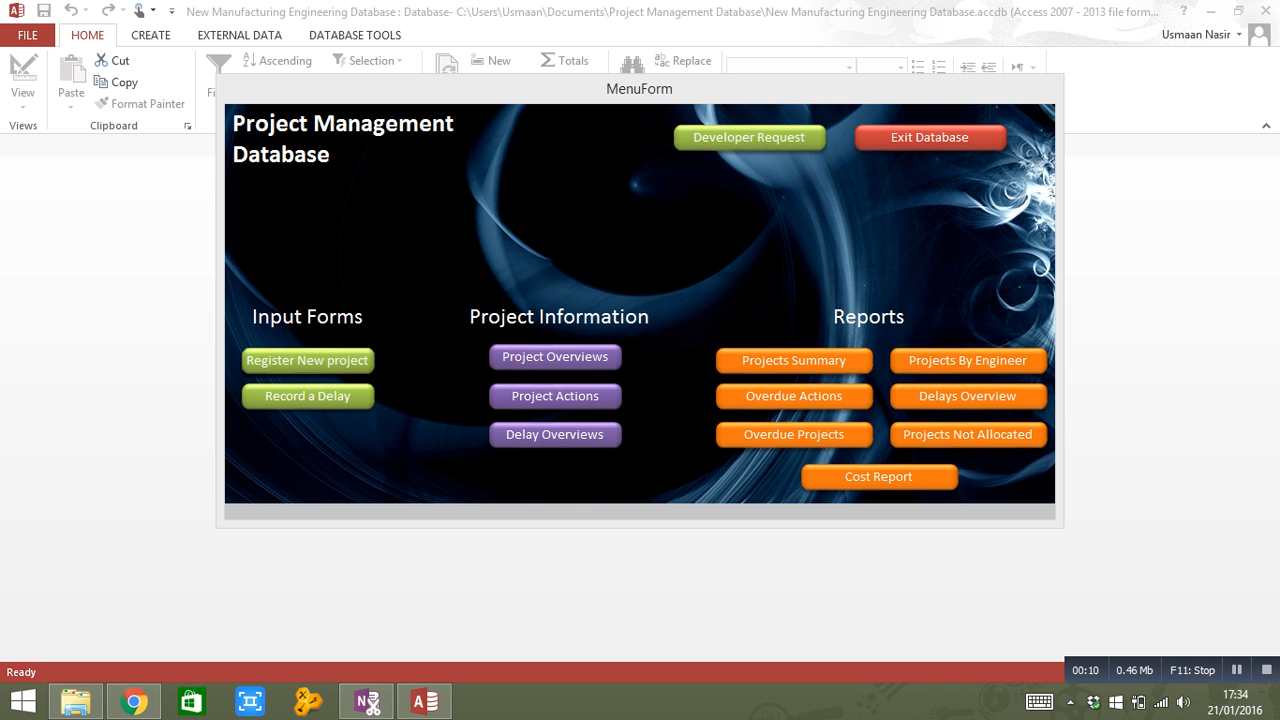 New Manufacturing Engineering Database : Database- C:\Users\Usmaan\Documents\Project Management Database\New Manufacturing Engineering Database.accdb (Access 2007 - 2013 file form...
FILE HOME CREATE EXTERNAL DATA DATABASE TOOLS Usmaan Nasir
View
Views
Paste
Cut
Copy
Format Painter
Clipboard
Ascending
Selection
New
Totals
Replace
MenuForm
Project Management
Database
Developer Request
Exit Database
Input Forms
Register New project
Record a Delay
Project Information
Project Overviews
Project Actions
Delay Overviews
Reports
Projects Summary Projects By Engineer
Overdue Actions Delays Overview
Overdue Projects Projects Not Allocated
Cost Report
Ready
00:10 0.46 Mb F11: Stop
17:34
21/01/2016